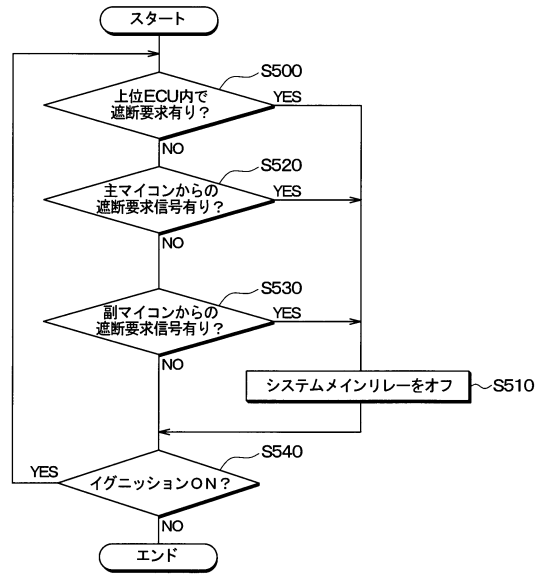 スタート
S500
上位ECU内で
遮断要求有り？
YES
NO
S520
主マイコンからの
遮断要求信号有り？
YES
NO
S530
副マイコンからの
遮断要求信号有り？
YES
NO
システムメインリレーをオフ
S510
S540
イグニッションON？
YES
NO
エンド